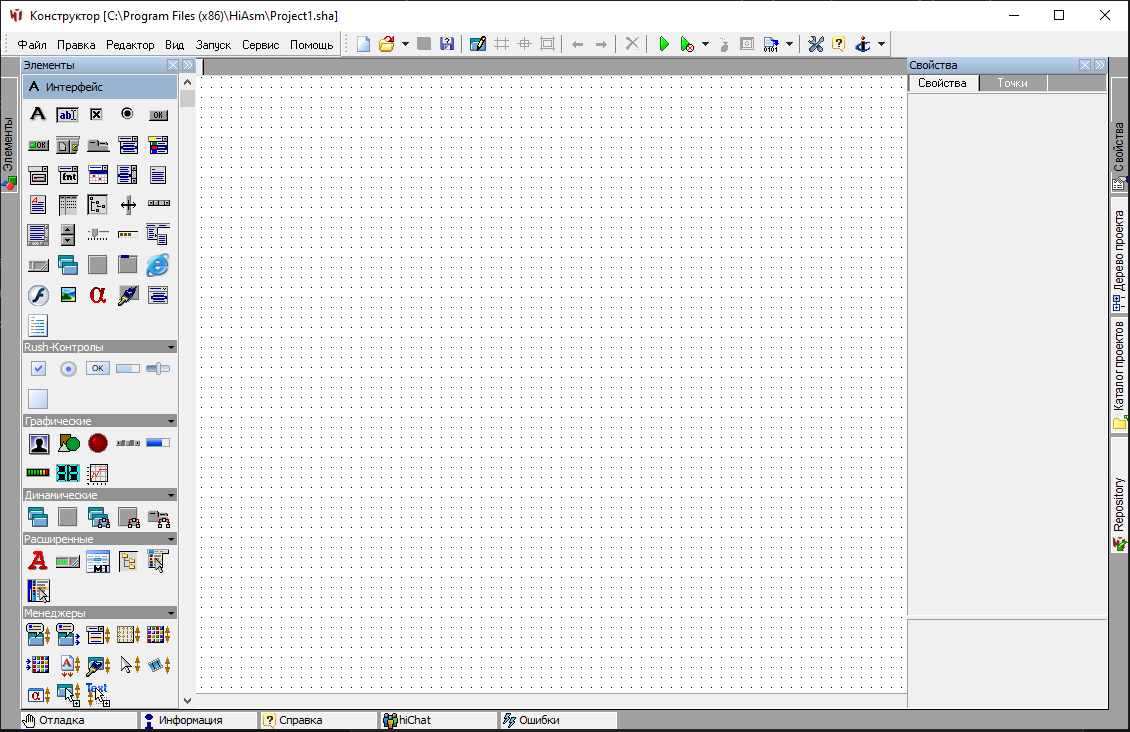 Конструктор [C:\Program Files (x86)\HiAsm\Project1.sha]
Файл Правка Редактор Вид Запуск Сервис Помощь
Элементы
Свойства
A Интерфейс
Свойства Точки
Элементы
Свойства
Дерево проекта
Каталог проектов
Repository
Rush-Контролы
OK
Графические
Динамические
Расширенные
MT
Менеджеры
Text
Отладка Информация Справка hiChat Ошибки